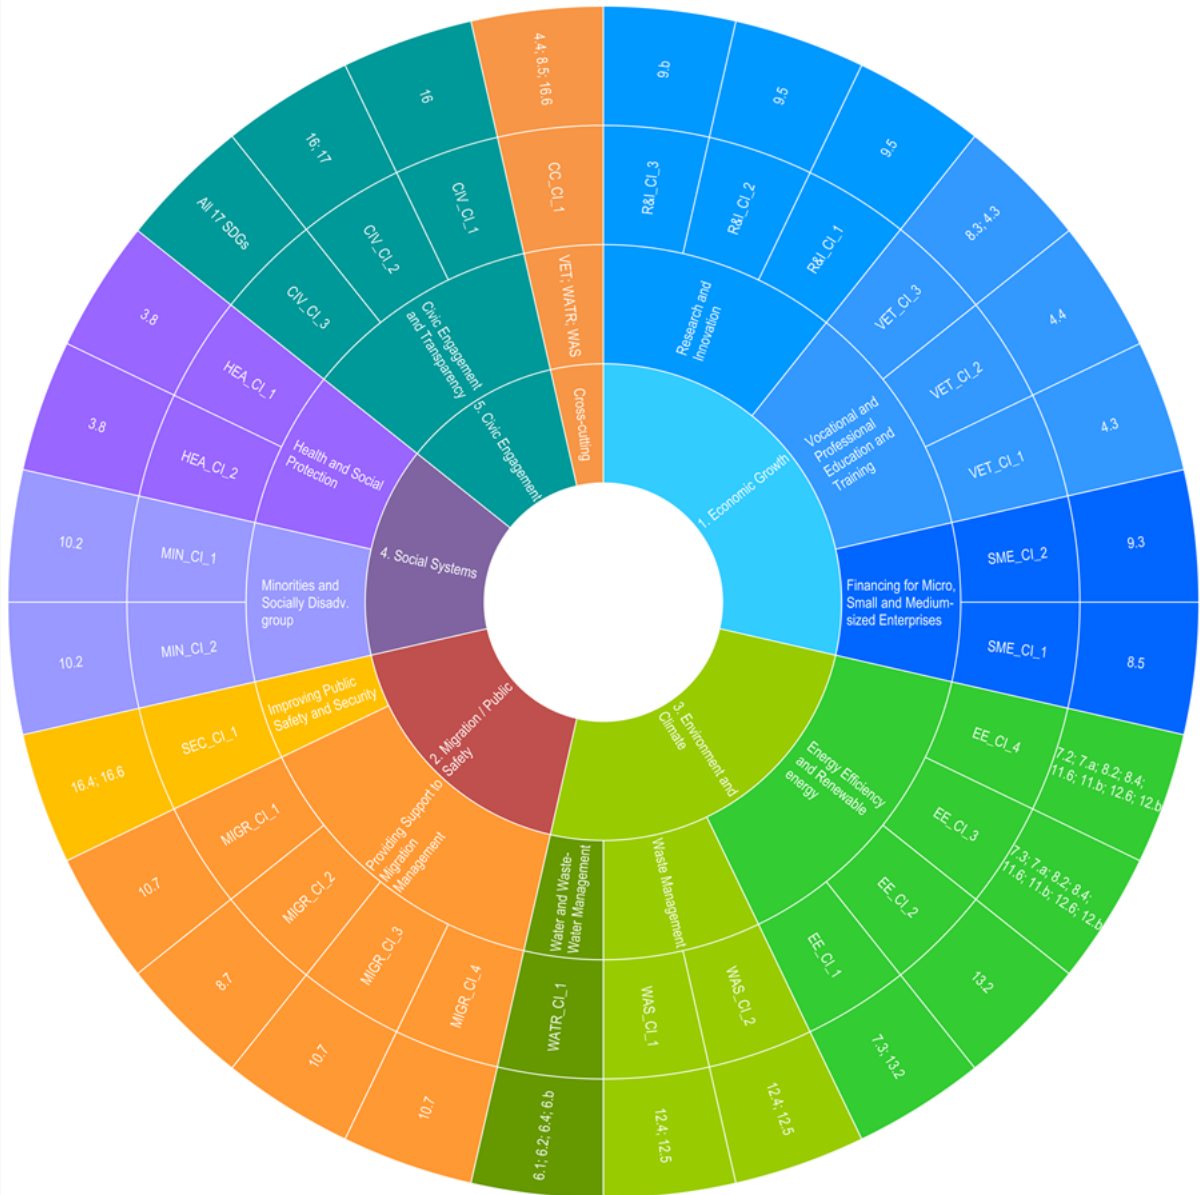 4.4; 8.5; 16.6
CC_CI_1
VET; WATR; WAS
Cross-cutting
9.b
9.5
9.5
R&I_CI_3
R&I_CI_2
R&I_CI_1
Research and
Innovation
1. Economic Growth
8.3; 4.3
4.4
4.3
VET_CI_3
VET_CI_2
VET_CI_1
Vocational and
Professional
Education and
Training
9.3
8.5
SME_CI_2
SME_CI_1
Financing for Micro,
Small and Medium-
sized Enterprises
7.2; 7.a; 8.2; 8.4;
11.6; 11.b; 12.6; 12.b
7.3; 7.a; 8.2; 8.4;
11.6; 11.b; 12.6; 12.b
13.2
7.3; 13.2
EE_CI_4
EE_CI_3
EE_CI_2
EE_CI_1
Energy Efficiency
and Renewable
energy
3. Environment and
Climate
Waste Management
WAS_CI_2
WAS_CI_1
12.4; 12.5
12.4; 12.5
Water and Waste-
Water Management
WATR_CI_1
6.1; 6.2; 6.4; 6.b
2. Migration / Public
Safety
Providing Support to
Migration
Management
MIGR_CI_4
MIGR_CI_3
MIGR_CI_2
MIGR_CI_1
10.7
10.7
8.7
10.7
Improving Public
Safety and Security
SEC_CI_1
16.4; 16.6
4. Social Systems
Minorities and
Socially Disadv.
group
MIN_CI_2
MIN_CI_1
10.2
10.2
Health and Social
Protection
HEA_CI_2
HEA_CI_1
3.8
3.8
5. Civic Engagement
Civic Engagement
and Transparency
CIV_CI_3
CIV_CI_2
CIV_CI_1
All 17 SDGs
16; 17
16